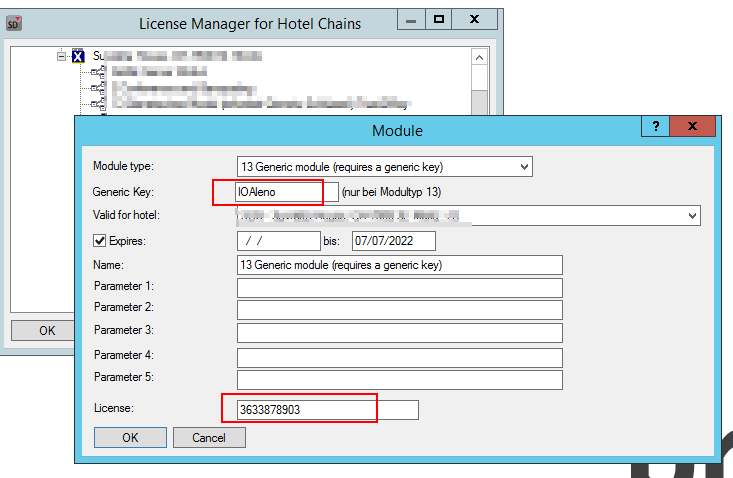 SD
License Manager for Hotel Chains
Su
OK
Module
?
Module type:
13 Generic module (requires a generic key)
Generic Key:
IOAleno
(nur bei Modultyp 13)
Valid for hotel:
Expires:
/ /
bis:
07/07/2022
Name:
13 Generic module (requires a generic key)
Parameter 1:
Parameter 2:
Parameter 3:
Parameter 4:
Parameter 5:
License:
3633878903
OK
Cancel